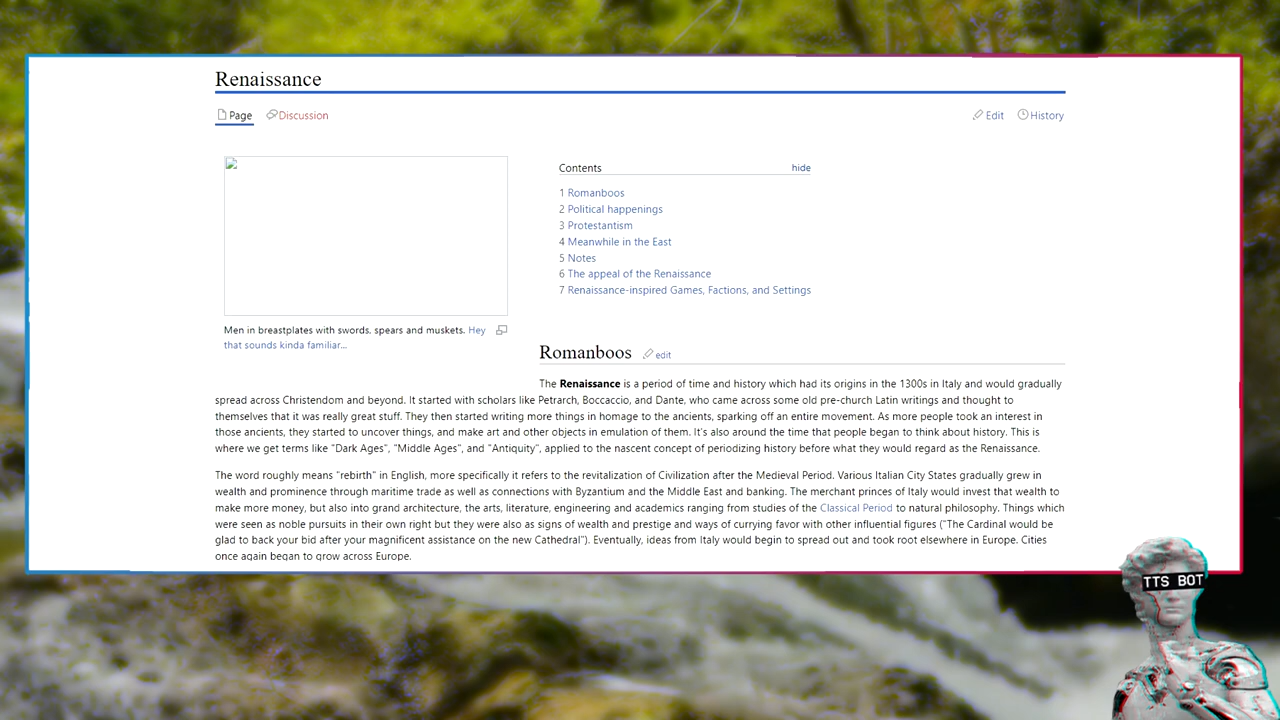 Renaissance
Page
Discussion
Edit
History
Men in breastplates with swords, spears and muskets. Hey
that sounds kinda familiar...
Contents
hide
1 Romanboos
2 Political happenings
3 Protestantism
4 Meanwhile in the East
5 Notes
6 The appeal of the Renaissance
7 Renaissance-inspired Games, Factions, and Settings
Romanboos
edit
The Renaissance is a period of time and history which had its origins in the 1300s in Italy and would gradually
spread across Christendom and beyond. It started with scholars like Petrarch, Boccaccio, and Dante, who came across some old pre-church Latin writings and thought to
themselves that it was really great stuff. They then started writing more things in homage to the ancients, sparking off an entire movement. As more people took an interest in
those ancients, they started to uncover things, and make art and other objects in emulation of them. It's also around the time that people began to think about history. This is
where we get terms like "Dark Ages", "Middle Ages", and "Antiquity", applied to the nascent concept of periodizing history before what they would regard as the Renaissance.
The word roughly means "rebirth" in English, more specifically it refers to the revitalization of Civilization after the Medieval Period. Various Italian City States gradually grew in
wealth and prominence through maritime trade as well as connections with Byzantium and the Middle East and banking. The merchant princes of Italy would invest that wealth to
make more money, but also into grand architecture, the arts, literature, engineering and academics ranging from studies of the Classical Period to natural philosophy. Things which
were seen as noble pursuits in their own right but they were also as signs of wealth and prestige and ways of currying favor with other influential figures ("The Cardinal would be
glad to back your bid after your magnificent assistance on the new Cathedral"). Eventually, ideas from Italy would begin to spread out and took root elsewhere in Europe. Cities
once again began to grow across Europe.
TTS BOT